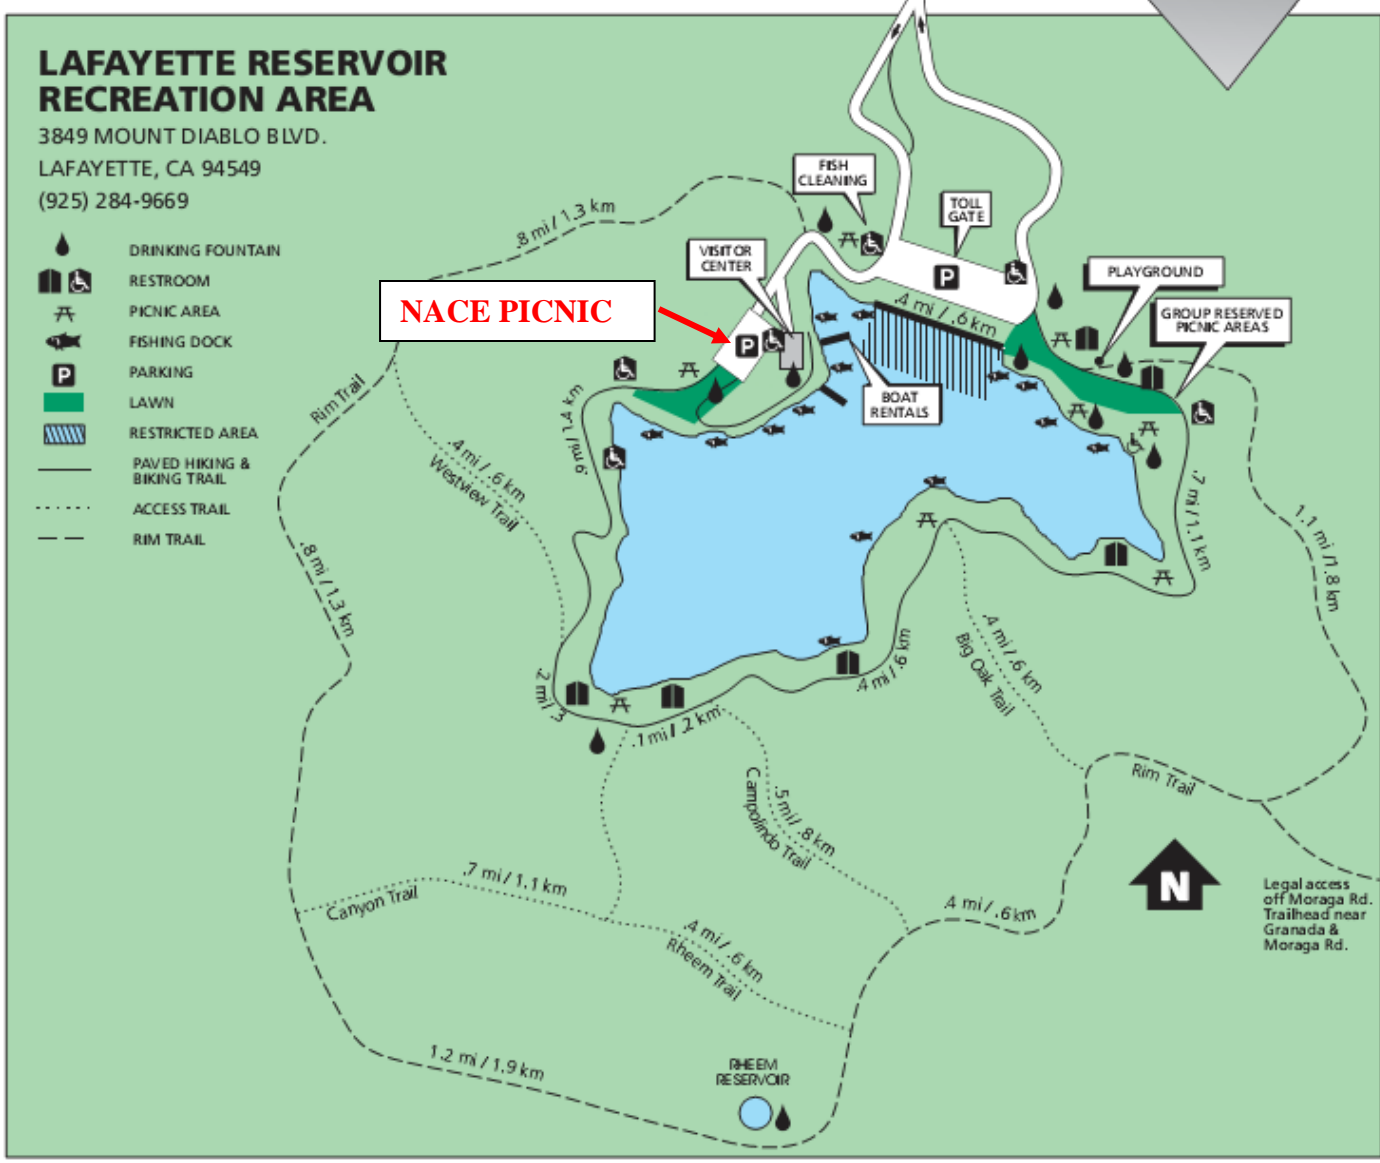 LAFAYETTE RESERVOIR
RECREATION AREA
3849 MOUNT DIABLO BLVD.
LAFAYETTE, CA 94549
(925) 284-9669
DRINKING FOUNTAIN
RESTROOM
PICNIC AREA
FISHING DOCK
P
PARKING
LAWN
RESTRICTED AREA
PAVED HIKING &
BIKING TRAIL
ACCESS TRAIL
RIM TRAIL
FISH
CLEANING
TOLL
GATE
VISITOR
CENTER
PLAYGROUND
GROUP RESERVED
PICNIC AREAS
NACE PICNIC
P
P
BOAT
RENTALS
.8 mi / 1.3 km
.4 mi / .6 km
Rim Trail
.6 mi / .4 km
.4 mi / .6 km
Westview Trail
.7 mi / 1.1 km
1.1 mi / 1.8 km
.8 mi / 1.3 km
.2 mi / .3
.1 mi / .2 km
.4 mi / .6 km
.4 mi / .6 km
Big Oak Trail
Rim Trail
.5 mi / .8 km
Campolindo Trail
.7 mi / 1.1 km
Canyon Trail
.4 mi / .6 km
Rheem Trail
.4 mi / .6 km
N
Legal access
off Moraga Rd.
Trailhead near
Granada &
Moraga Rd.
1.2 mi / 1.9 km
RHEEM
RESERVOIR